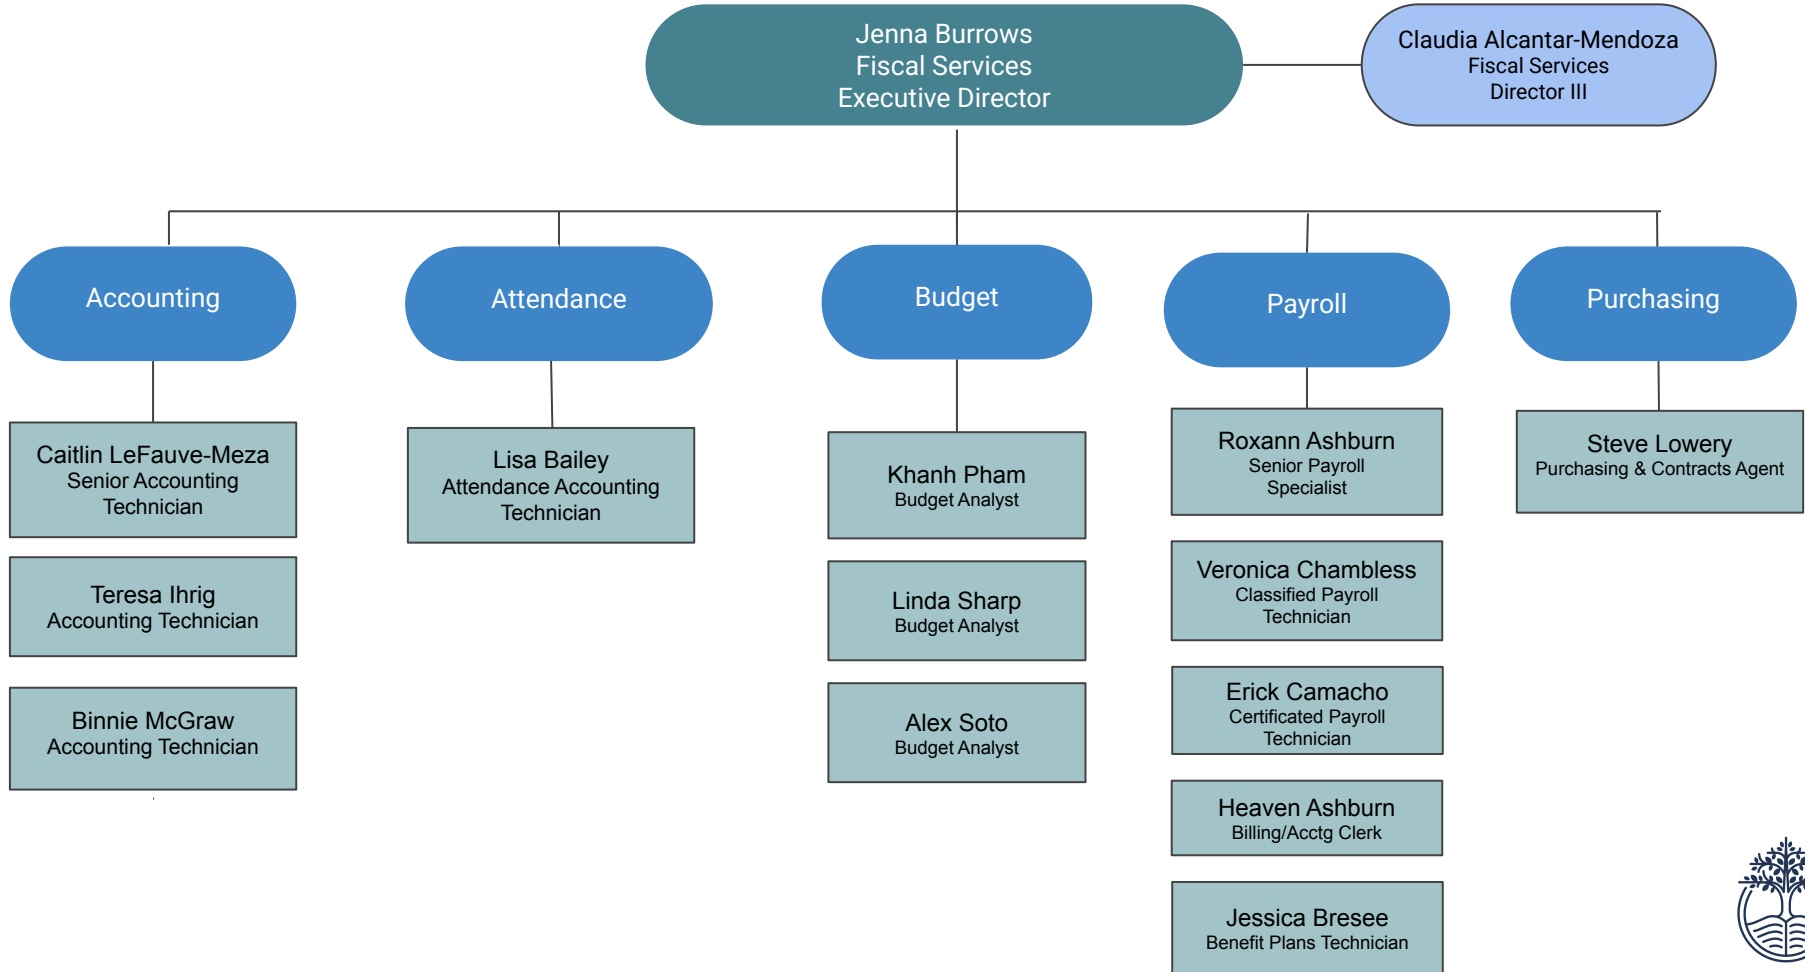 Jenna Burrows
Fiscal Services
Executive Director
Claudia Alcantar-Mendoza
Fiscal Services
Director III
Accounting
Attendance
Budget
Payroll
Purchasing
Caitlin LeFauve-Meza
Senior Accounting
Technician
Teresa Ihrig
Accounting Technician
Binnie McGraw
Accounting Technician
Lisa Bailey
Attendance Accounting
Technician
Khanh Pham
Budget Analyst
Linda Sharp
Budget Analyst
Alex Soto
Budget Analyst
Roxann Ashburn
Senior Payroll
Specialist
Veronica Chambless
Classified Payroll
Technician
Erick Camacho
Certificated Payroll
Technician
Heaven Ashburn
Billing/Acctg Clerk
Jessica Bresee
Benefit Plans Technician
Steve Lowery
Purchasing & Contracts Agent